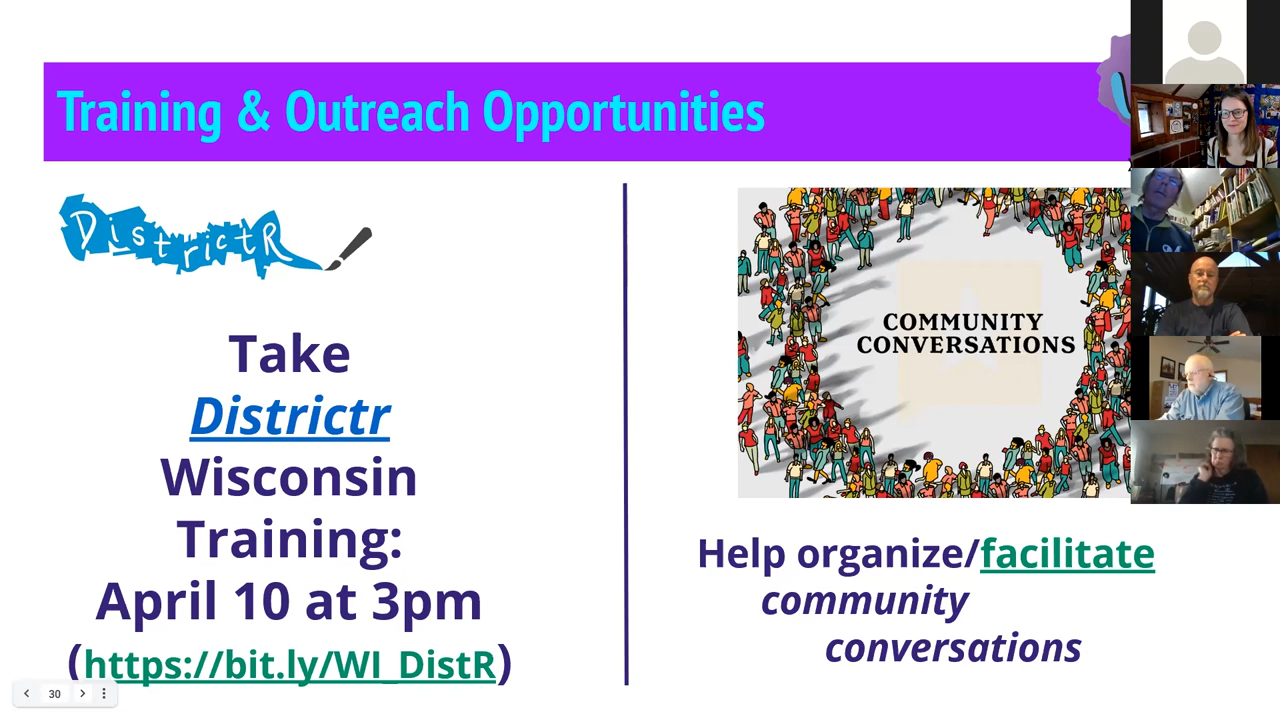 Training & Outreach Opportunities
DistrictR
Take
Districtr
Wisconsin
Training:
April 10 at 3pm
(https://bit.ly/WI_DistR)
COMMUNITY
CONVERSATIONS
Help organize/facilitate
community
conversations
30